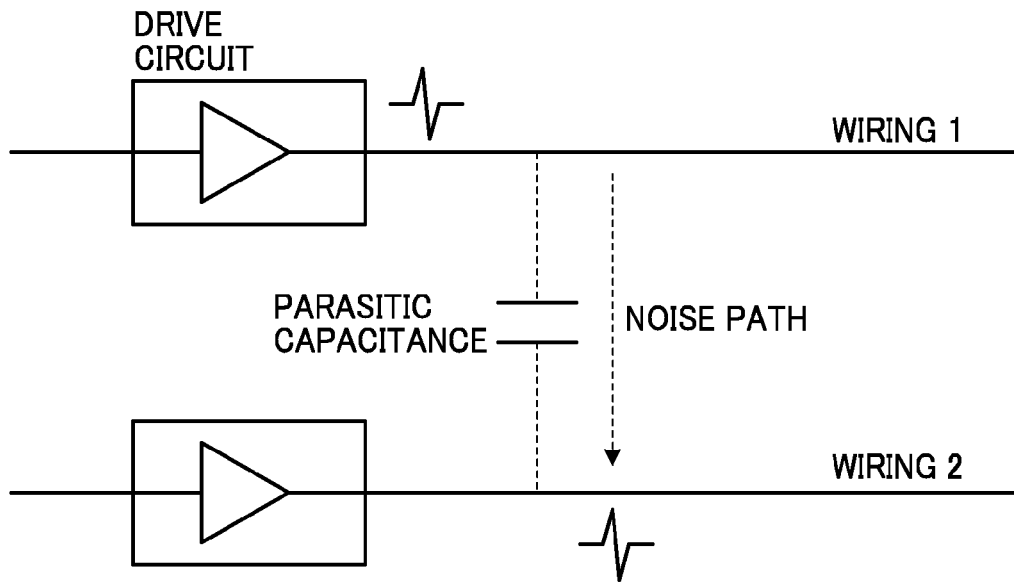 DRIVE
CIRCUIT
WIRING 1
PARASITIC
CAPACITANCE
NOISE PATH
WIRING 2